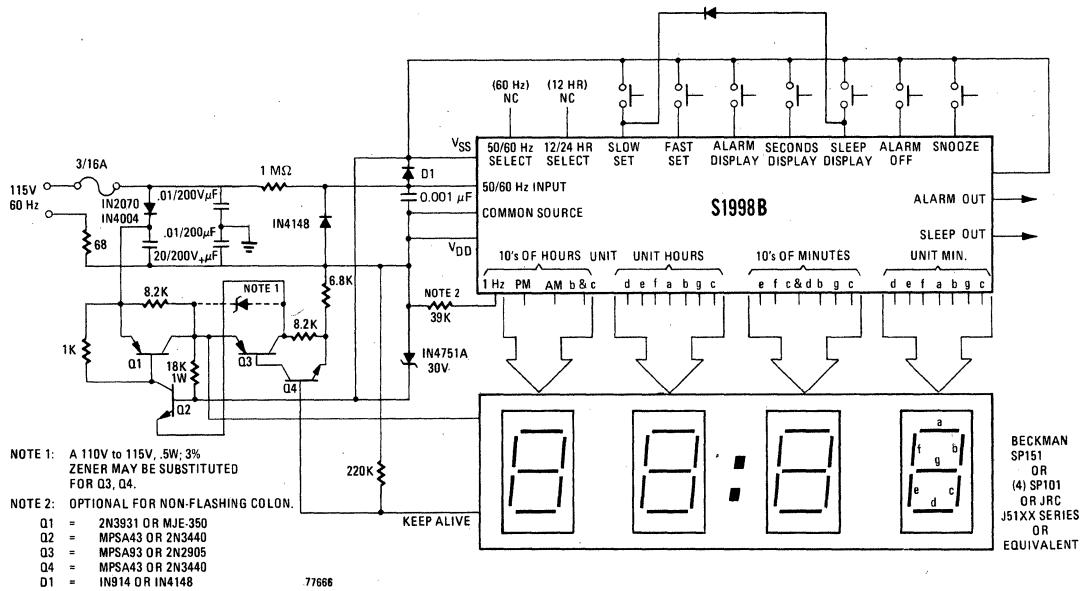 (60 Hz)
NC
(12 HR)
NC
VSS
50/60 Hz
SELECT
12/24 HR
SELECT
SLOW
SET
FAST
SET
ALARM
DISPLAY
SECONDS
DISPLAY
SLEEP
DISPLAY
ALARM
OFF
SNOOZE
3/16A
1 MΩ
D1
115V
60 Hz
IN2070
IN4004
.01/200VμF
0.001 μF
50/60 Hz INPUT
COMMON SOURCE
S1998B
ALARM OUT
IN4148
.01/200μF
68
20/200V+μF
VDD
SLEEP OUT
10's OF HOURS UNIT
UNIT HOURS
10's OF MINUTES
UNIT MIN.
1 Hz PM AM b & c
d e f a b g c
e f c&d b g c
d e f a b g c
8.2K
NOTE 1
6.8K
NOTE 2
39K
8.2K
1K
Q1
18K
1W
Q3
Q4
IN4751A
30V
Q2
220K
KEEP ALIVE
a
f b
g
e c
d
BECKMAN
SP151
OR
(4) SP101
OR JRC
J51XX SERIES
OR
EQUIVALENT
NOTE 1: A 110V to 115V, .5W; 3%
ZENER MAY BE SUBSTITUTED
FOR Q3, Q4.
NOTE 2: OPTIONAL FOR NON-FLASHING COLON.
Q1 = 2N3931 OR MJE-350
Q2 = MPSA43 OR 2N3440
Q3 = MPSA93 OR 2N2905
Q4 = MPSA43 OR 2N3440
D1 = IN914 OR IN4148
77666